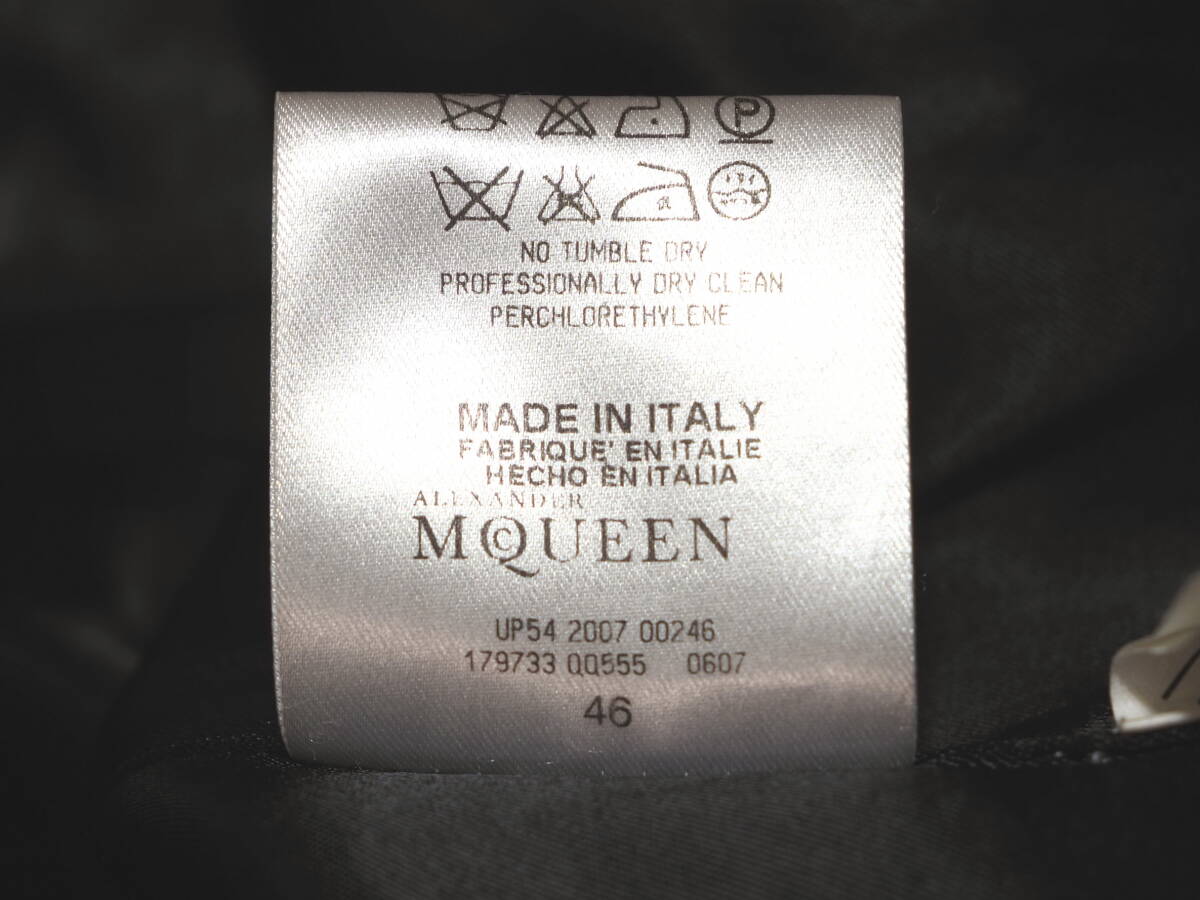 P
NO TUMBLE DRY
PROFESSIONALLY DRY CLEAN
PERCHLORETHYLENE
MADE IN ITALY
FABRIQUE' EN ITALIE
HECHO EN ITALIA
ALEXANDER
MCQUEEN
UP54 2007 00246
179733 QQ555 0607
46